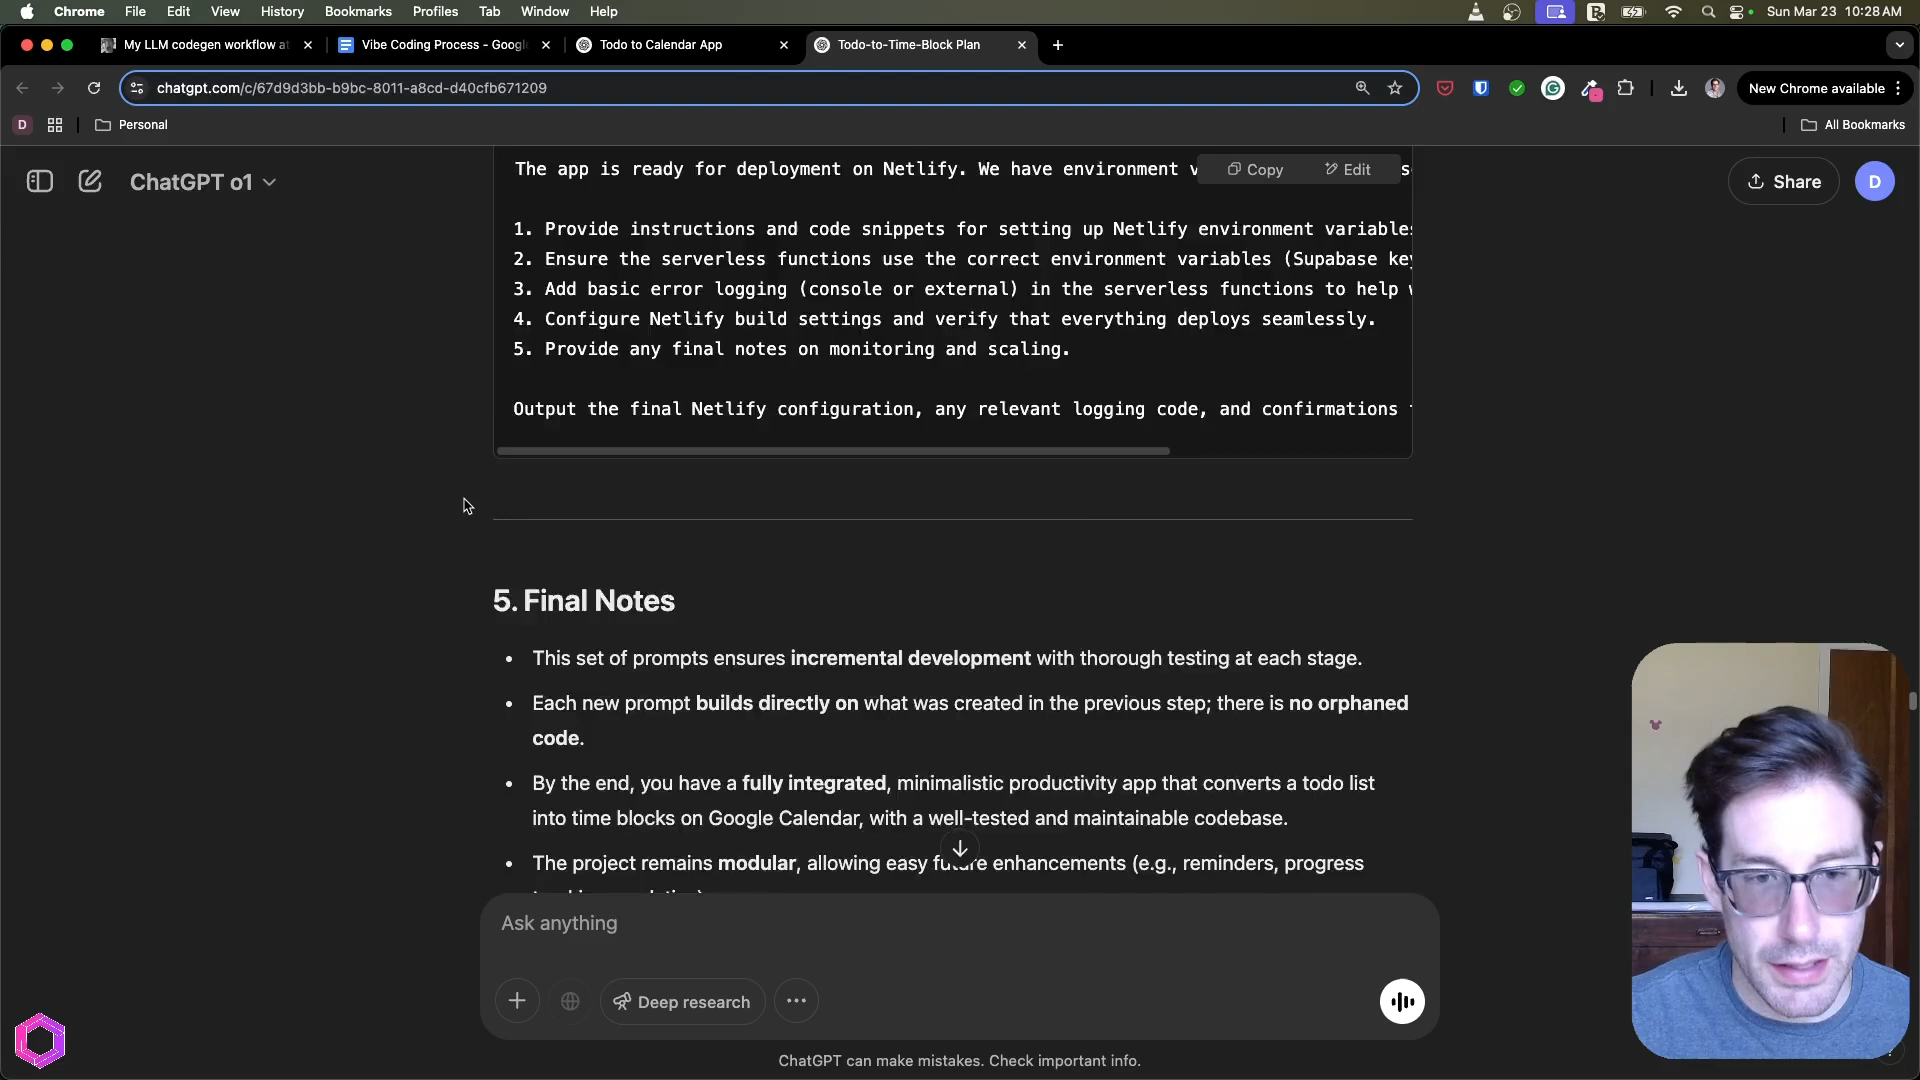 Chrome File Edit View History Bookmarks Profiles Tab Window Help Sun Mar 23 10:28 AM
My LLM codegen workflow at Vibe Coding Process - Google Todo to Calendar App Todo-to-Time-Block Plan
chatgpt.com/c/67d9d3bb-b9bc-8011-a8cd-d40cfb671209 New Chrome available
D Personal All Bookmarks
ChatGPT o1 Share D
The app is ready for deployment on Netlify. We have environment v
Copy Edit
1. Provide instructions and code snippets for setting up Netlify environment variables
2. Ensure the serverless functions use the correct environment variables (Supabase key
3. Add basic error logging (console or external) in the serverless functions to help
4. Configure Netlify build settings and verify that everything deploys seamlessly.
5. Provide any final notes on monitoring and scaling.
Output the final Netlify configuration, any relevant logging code, and confirmations
5. Final Notes
• This set of prompts ensures incremental development with thorough testing at each stage.
• Each new prompt builds directly on what was created in the previous step; there is no orphaned
code.
• By the end, you have a fully integrated, minimalistic productivity app that converts a todo list
into time blocks on Google Calendar, with a well-tested and maintainable codebase.
• The project remains modular, allowing easy future enhancements (e.g., reminders, progress
Ask anything
Deep research
ChatGPT can make mistakes. Check important info.